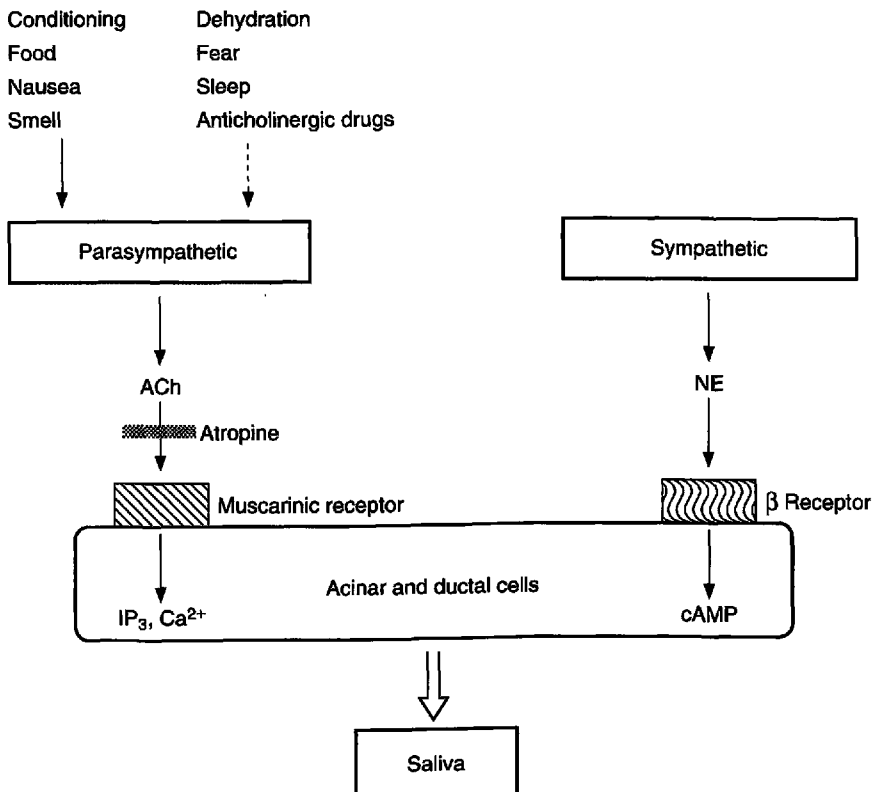 Conditioning
Food
Nausea
Smell
Dehydration
Fear
Sleep
Anticholinergic drugs
Parasympathetic
Sympathetic
ACh
NE
Atropine
Muscarinic receptor
β Receptor
Acinar and ductal cells
IP₃, Ca²⁺
cAMP
Saliva